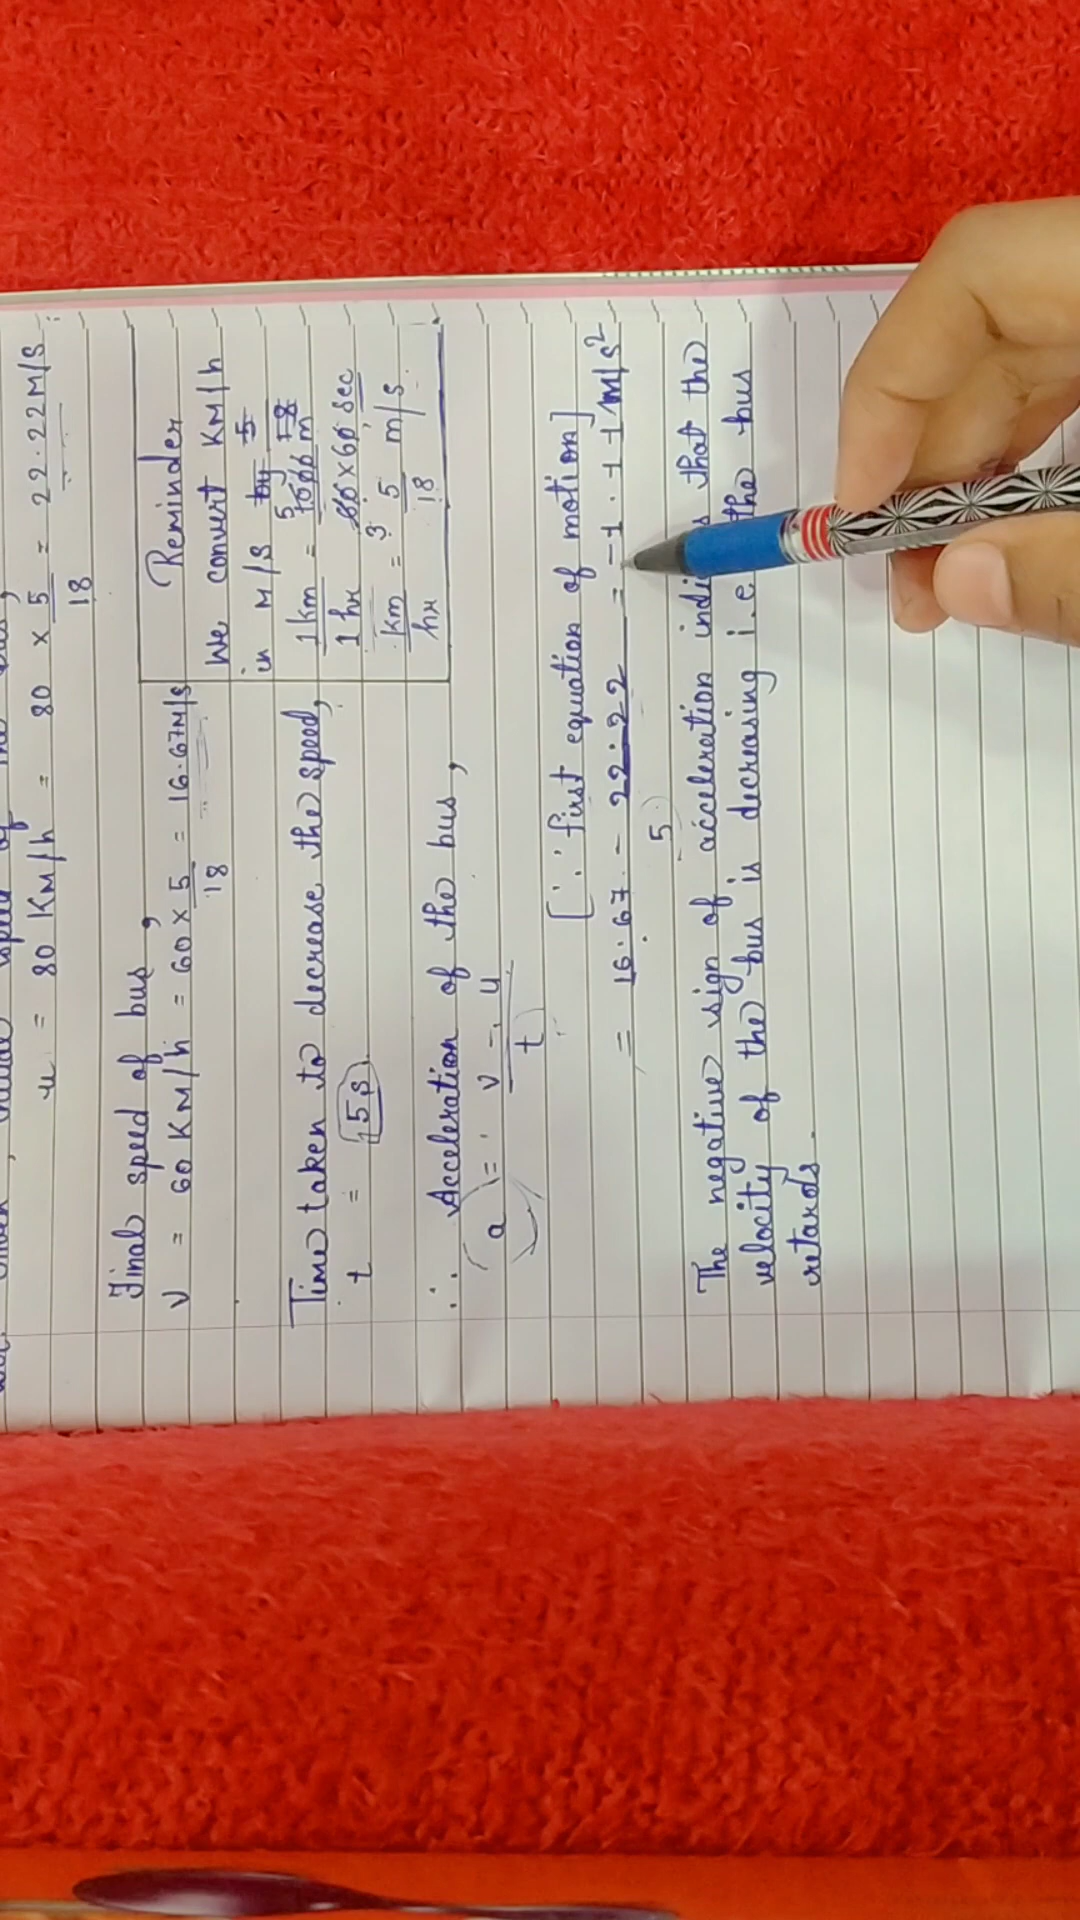 u = 80 KM/h = 80 × 5/18 = 22.22 M/S
Final speed of bus,
V = 60 KM/h = 60 × 5/18 = 16.67 M/S
Reminder
We convert KM/h
in M/S by 5/18
1 km/1 hr = 1000 m/60×60 sec
5
3
km/hr = 5/18 m/s
Time taken to decrease the speed,
t = 5s
∴ Acceleration of the bus,
a = v - u/t
[∵ first equation of motion]
= 16.67 - 22.22/5 = -1.11 m/s²
The negative sign of acceleration that the
velocity of the bus is decreasing i.e the bus
retards.